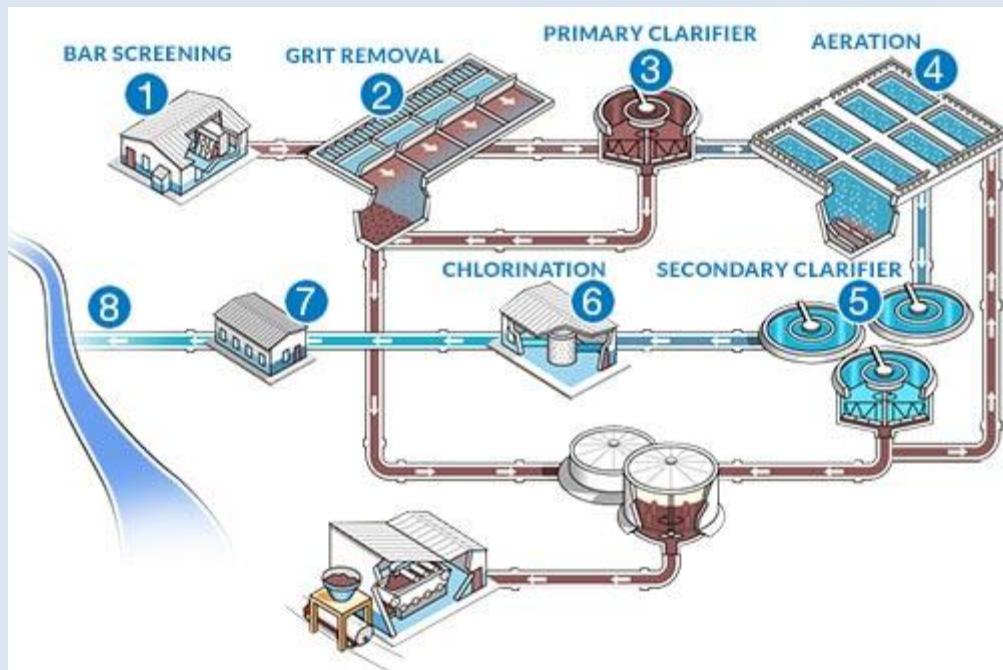 BAR SCREENING
1
GRIT REMOVAL
2
PRIMARY CLARIFIER
3
AERATION
4
SECONDARY CLARIFIER
5
CHLORINATION
6
7
8